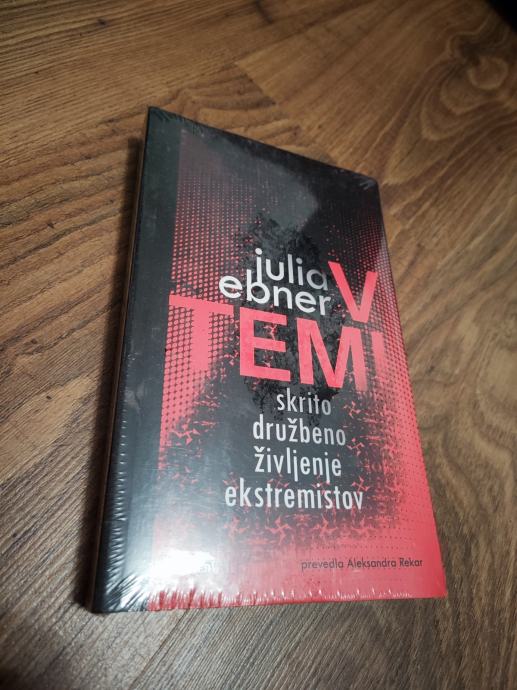 julia
ebner
V
TEMI
skrito
družbeno
življenje
ekstremistov
prevedla Aleksandra Rekar